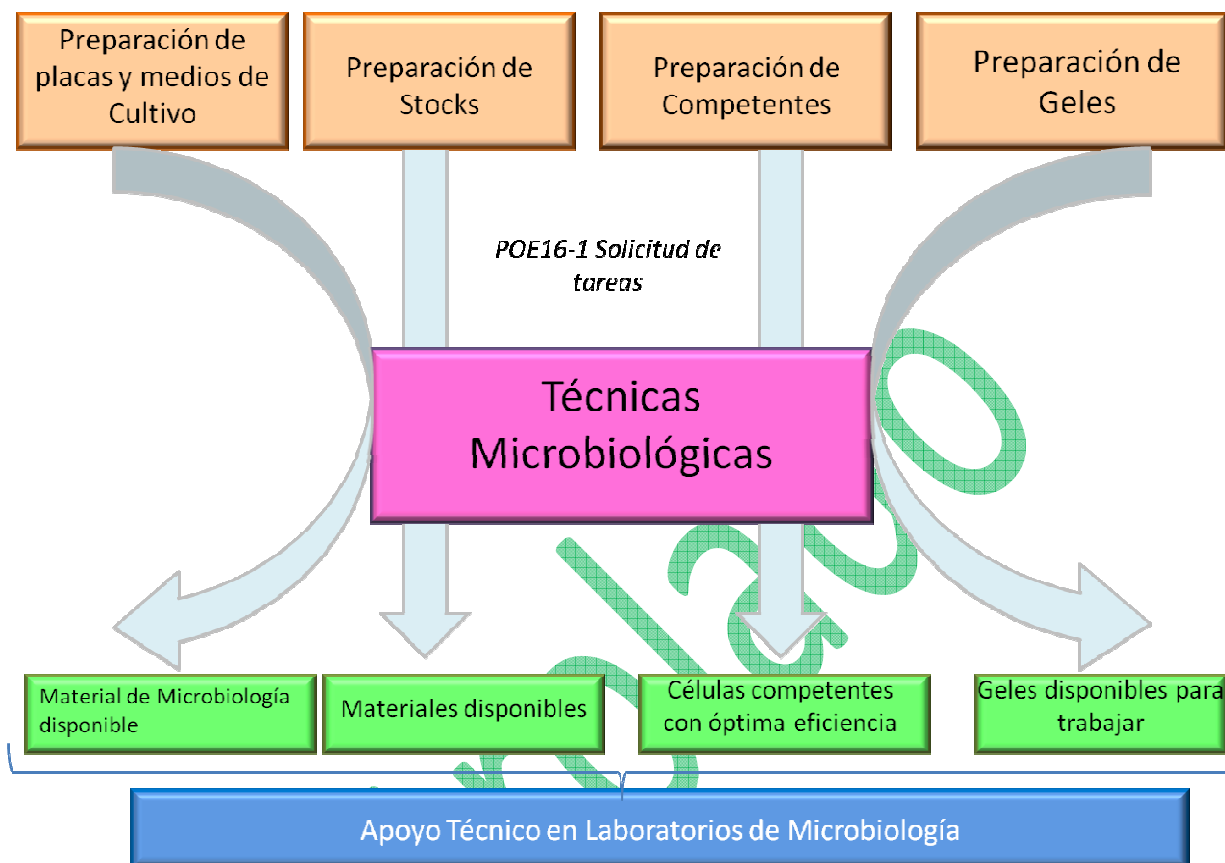 Preparación de
placas y medios de
Cultivo
Preparación de
Stocks
Preparación de
Competentes
Preparación de
Geles
POE16-1 Solicitud de
tareas
Técnicas
Microbiológicas
Material de Microbiología
disponible
Materiales disponibles
Células competentes
con óptima eficiencia
Geles disponibles para
trabajar
Apoyo Técnico en Laboratorios de Microbiología